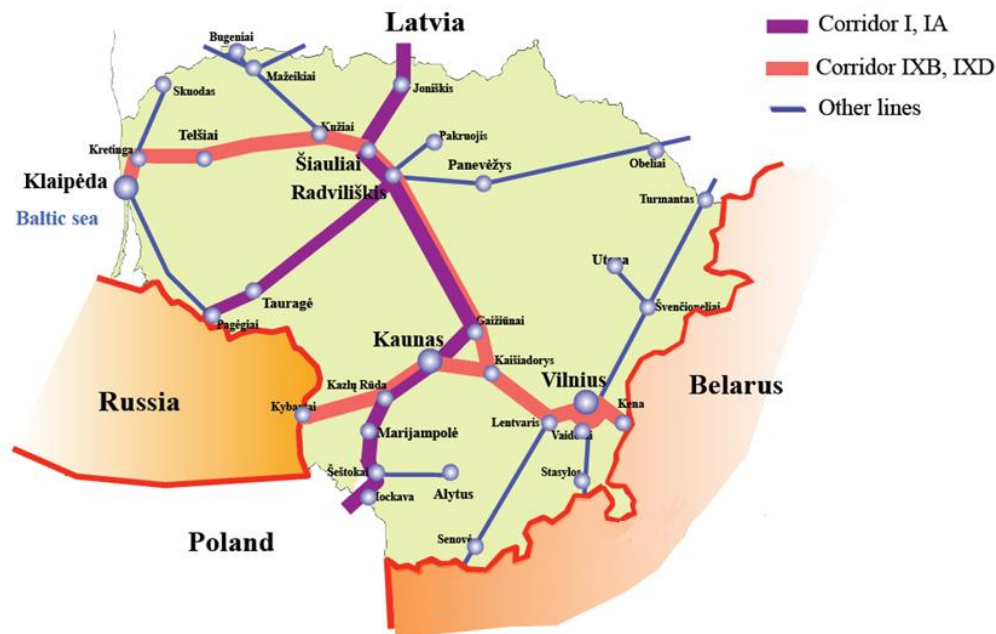 Latvia
Corridor I, IA
Corridor IXB, IXD
Other lines
Bugeniai
Mažeikiai
Skuodas
Joniškis
Kužiai
Telšiai
Kretinga
Pakruojis
Šiauliai
Panevėžys
Obeliai
Radviliškis
Klaipėda
Turmantas
Baltic sea
Utena
Tauragė
Švenčioneliai
Pagėgiai
Gaižiūnai
Kaunas
Kaišiadorys
Vilnius
Belarus
Kazlų Rūda
Russia
Kybartai
Kena
Lentvaris
Marijampolė
Stasylos
Šeštokai
Alytus
Poland
Senovė